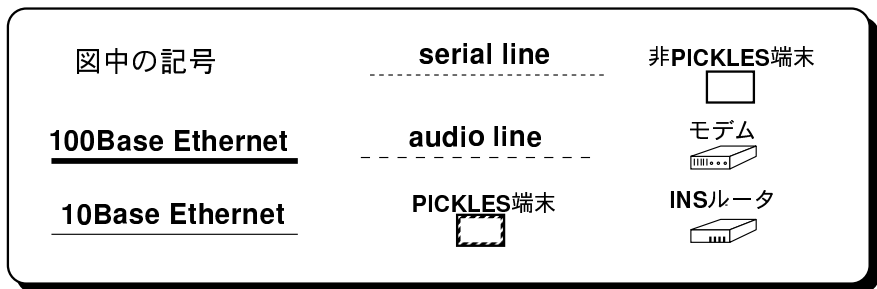 図中の記号
serial line
非PICKLES端末
100Base Ethernet
audio line
モデム
10Base Ethernet
PICKLES端末
INSルータ